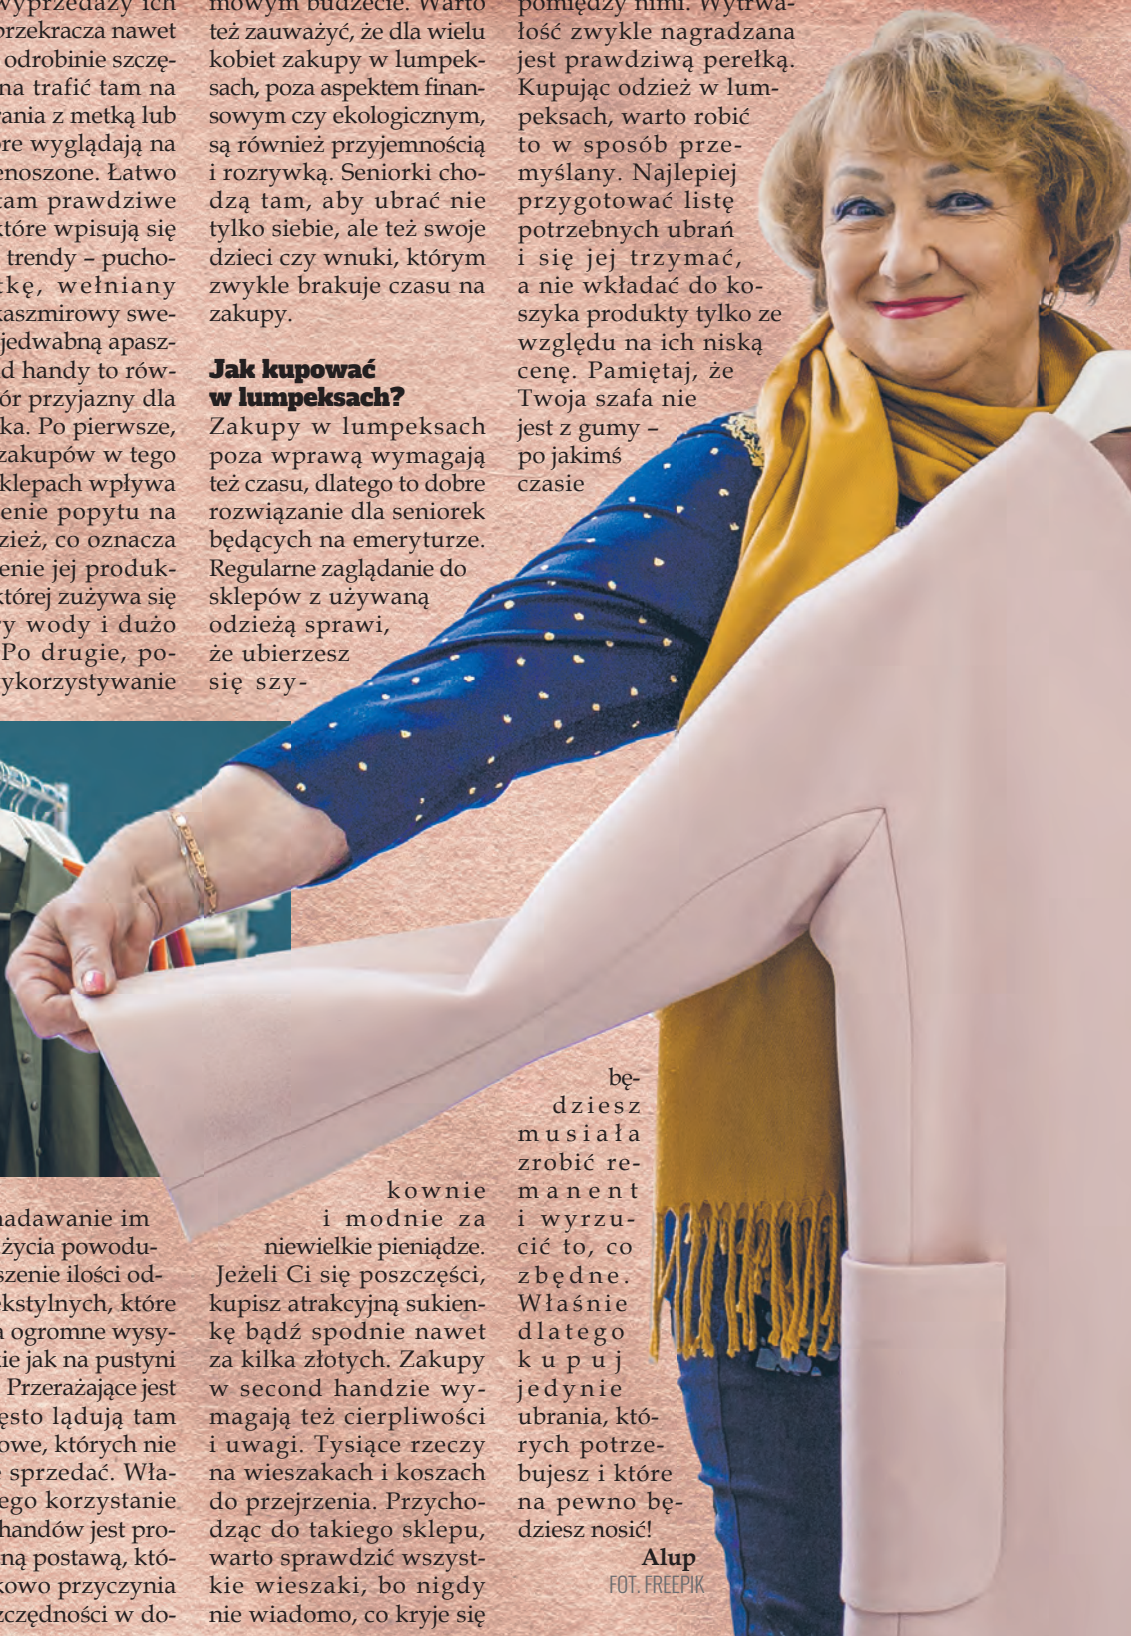 wyprzedaży ich
przekracza nawet
odrobinie szczę-
na trafić tam na
rania z metką lub
óre wyglądają na
enoszone. Łatwo
tam prawdziwe
które wpisują się
trendy – pucho-
tkę, wełniany
kaszmirowy swe-
jedwabną apasz-
d handy to rów-
ór przyjazny dla
ka. Po pierwsze,
zakupów w tego
klepach wpływa
enie popytu na
zież, co oznacza
enie jej produk-
której zużywa się
ry wody i dużo
Po drugie, po-
ykorzystywanie
nadawanie im
życia powodu-
szenie ilości od-
ekstylnych, które
a ogromne wysy-
kie jak na pustyni
Przerażające jest
ęsto lądują tam
owe, których nie
e sprzedać. Wła-
ego korzystanie
handów jest pro-
ną postawą, któ-
kowo przyczynia
zczędności w do-
mowym budżecie. Warto
też zauważyć, że dla wielu
kobiet zakupy w lumpek-
sach, poza aspektem finan-
sowym czy ekologicznym,
są również przyjemnością
i rozrywką. Seniorki cho-
dzą tam, aby ubrać nie
tylko siebie, ale też swoje
dzieci czy wnuki, którym
zwykle brakuje czasu na
zakupy.
Jak kupować
w lumpeksach?
Zakupy w lumpeksach
poza wprawą wymagają
też czasu, dlatego to dobre
rozwiązanie dla seniorek
będących na emeryturze.
Regularne zaglądanie do
sklepów z używaną
odzieżą sprawi,
że ubierzesz
się szy-
kownie
i modnie za
niewielkie pieniądze.
Jeżeli Ci się poszczęści,
kupisz atrakcyjną sukien-
kę bądź spodnie nawet
za kilka złotych. Zakupy
w second handzie wy-
magają też cierpliwości
i uwagi. Tysiące rzeczy
na wieszakach i koszach
do przejrzenia. Przycho-
dząc do takiego sklepu,
warto sprawdzić wszyst-
kie wieszaki, bo nigdy
nie wiadomo, co kryje się
pomiędzy nimi. Wytrwa-
łość zwykle nagradzana
jest prawdziwą perełką.
Kupując odzież w lum-
peksach, warto robić
to w sposób prze-
myślany. Najlepiej
przygotować listę
potrzebnych ubrań
i się jej trzymać,
a nie wkładać do ko-
szyka produkty tylko ze
względu na ich niską
cenę. Pamiętaj, że
Twoja szafa nie
jest z gumy –
po jakimś
czasie
bę-
dziesz
musiała
zrobić re-
manent
i wyrzu-
cić to, co
zbędne.
Właśnie
dlatego
kupuj
jedynie
ubrania, któ-
rych potrze-
bujesz i które
na pewno bę-
dziesz nosić!
Alup
FOT. FREEPIK